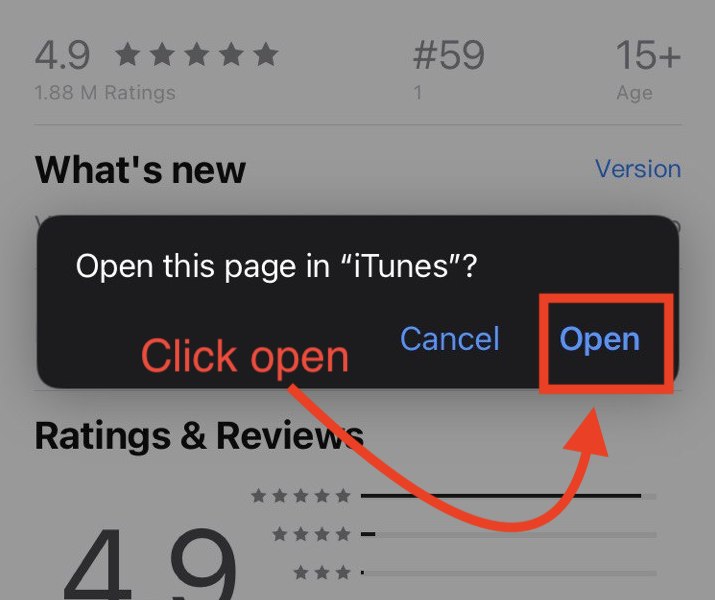 4.9 ★★★★★ #59 15+
1.88 M Ratings 1 Age
What's new Version
Open this page in “iTunes”?
Cancel Open
Click open
Ratings & Reviews
4.9